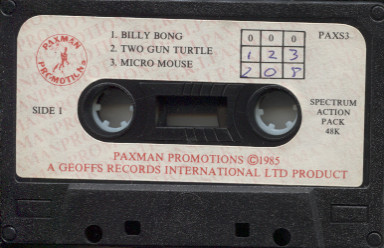 PAXMAN
PROMOTIONS
1. BILLY BONG
2. TWO GUN TURTLE
3. MICRO MOUSE
0 0 0
1 2 3
2 0 8
PAXS3
SIDE 1
SPECTRUM
ACTION
PACK
48K
PAXMAN PROMOTIONS ©1985
A GEOFFS RECORDS INTERNATIONAL LTD PRODUCT